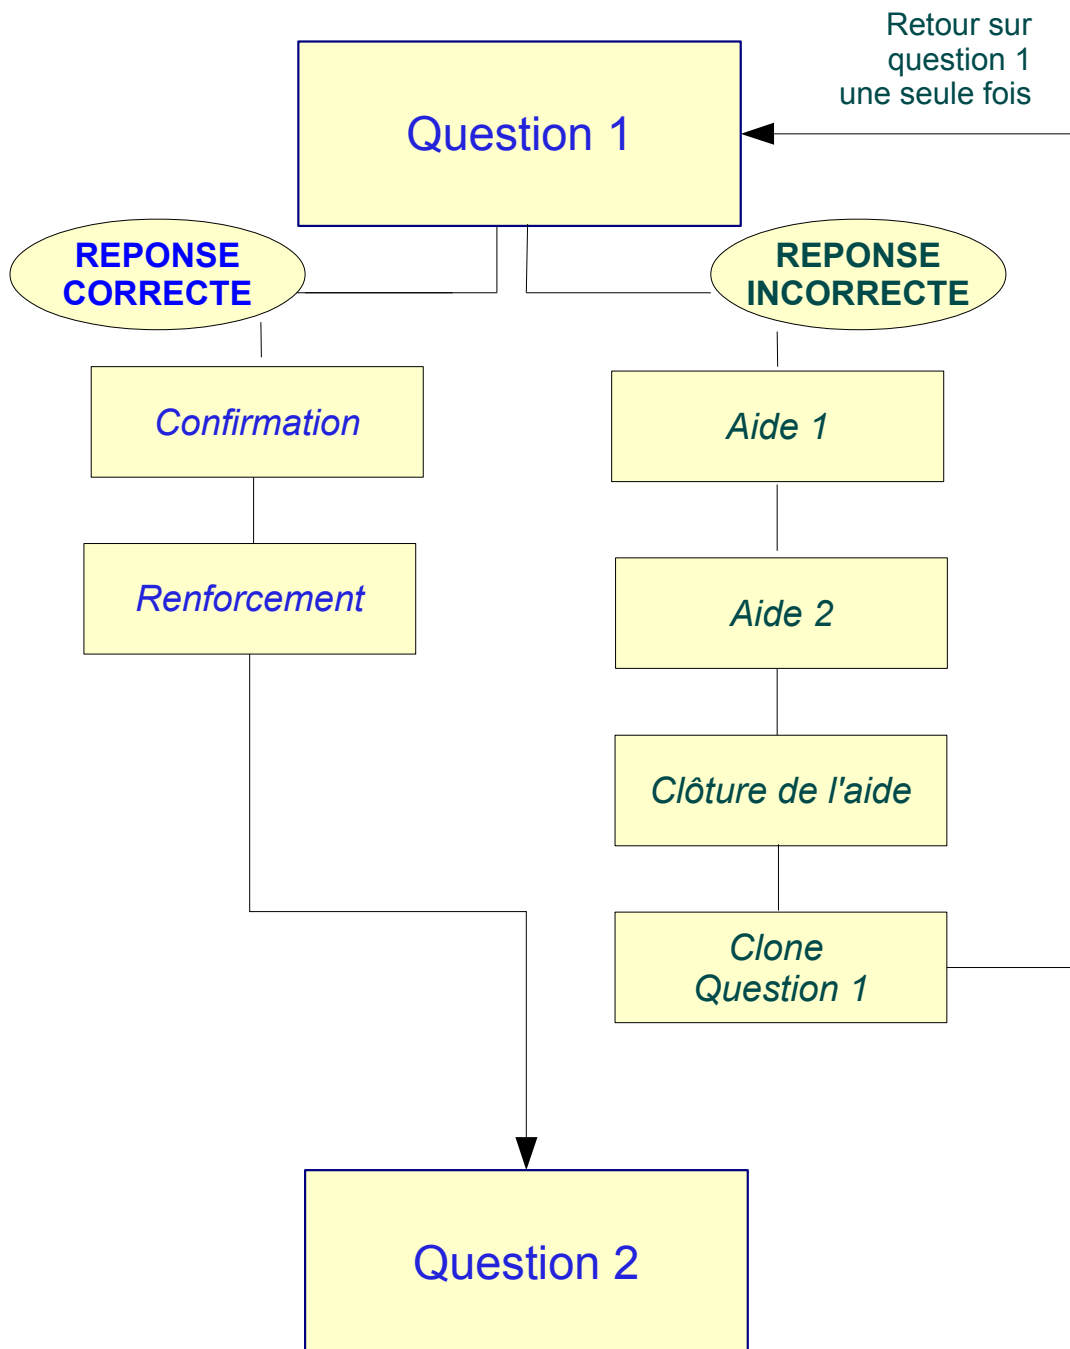 Retour sur
question 1
une seule fois
Question 1
REPONSE
CORRECTE
REPONSE
INCORRECTE
Confirmation
Aide 1
Renforcement
Aide 2
Clôture de l'aide
Clone
Question 1
Question 2